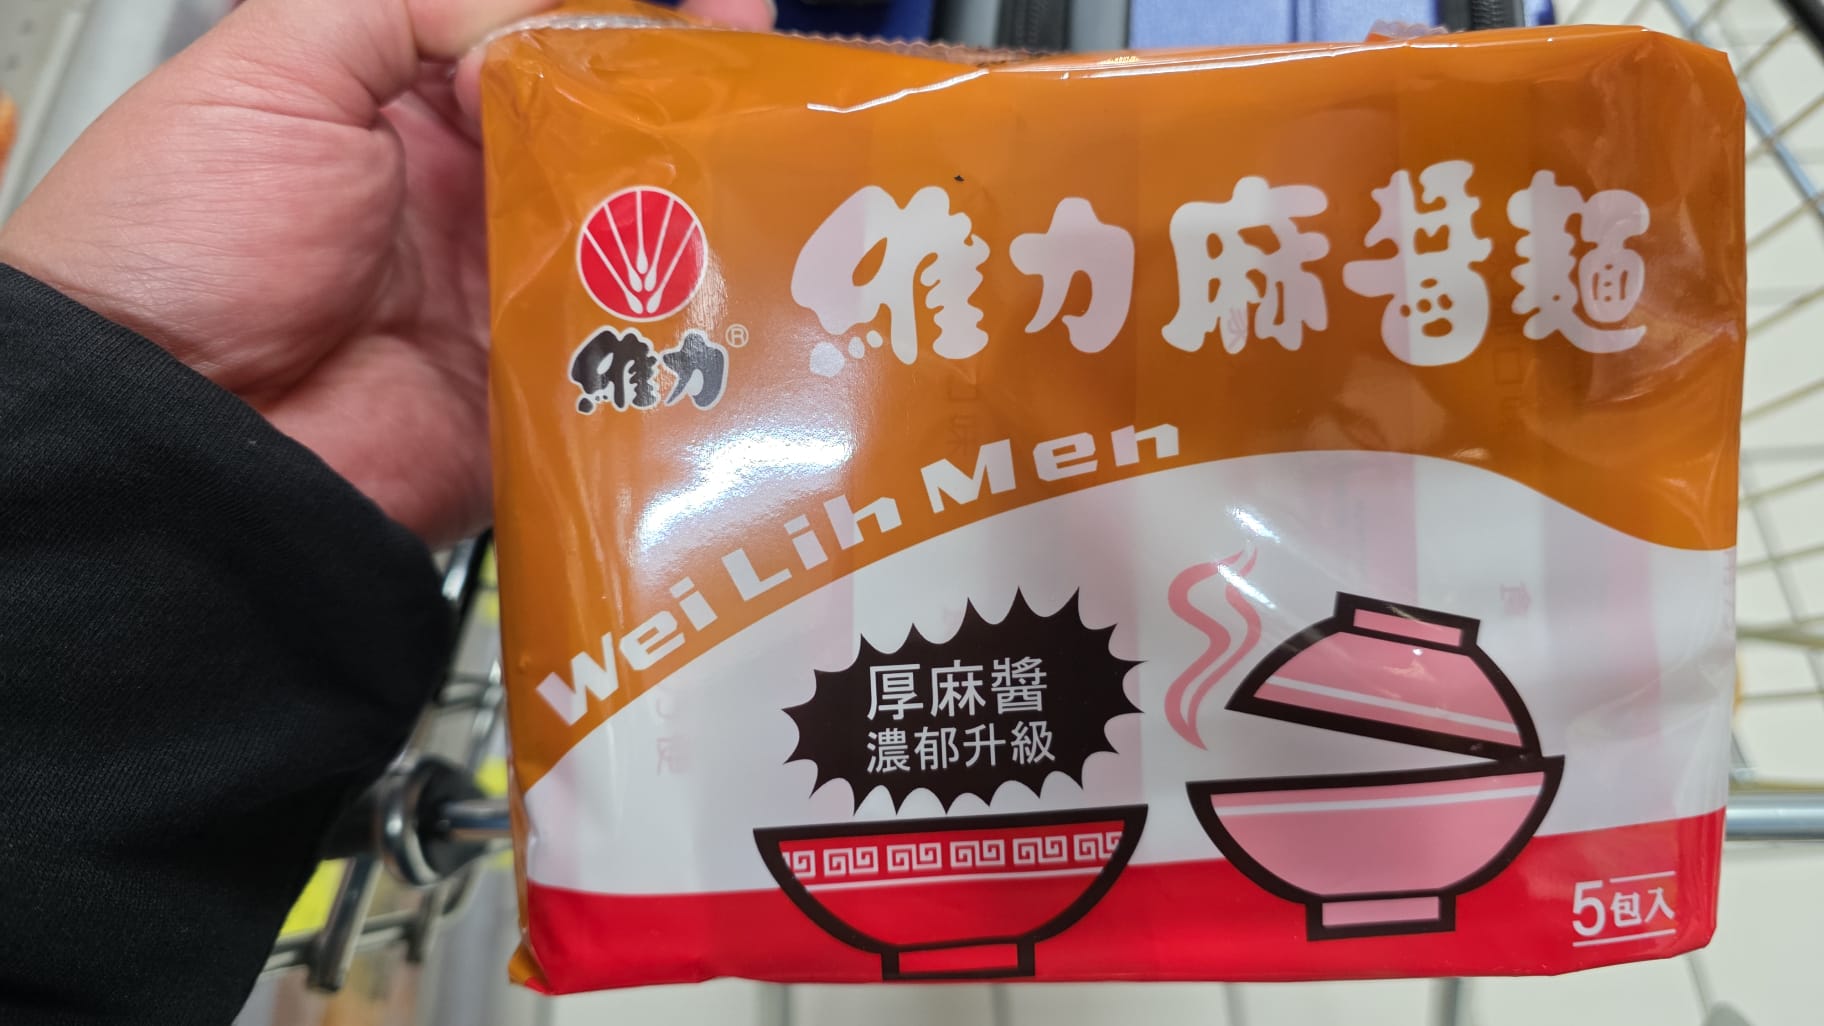 維力®
維力麻醬麵
Wei Lih Men
厚麻醬
濃郁升級
5包入